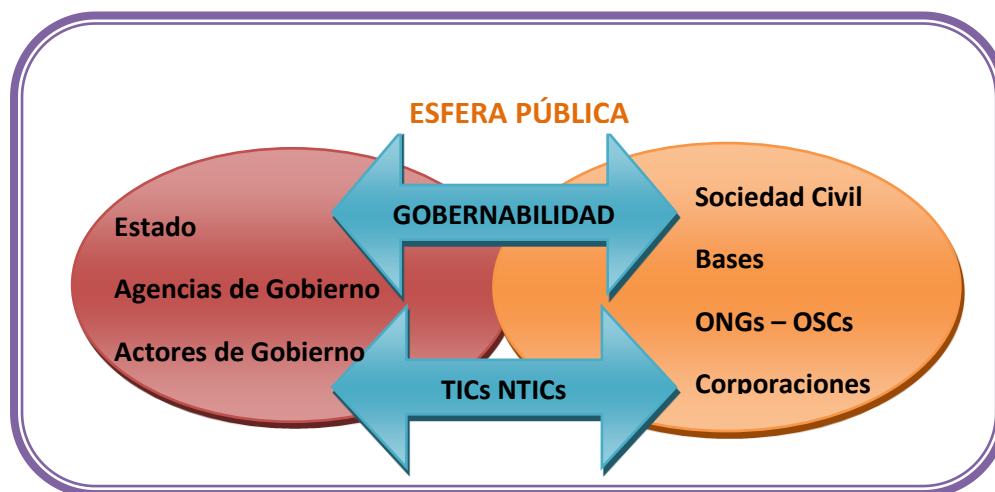 ESFERA PÚBLICA
GOBERNABILIDAD
Estado
Agencias de Gobierno
Actores de Gobierno
Sociedad Civil
Bases
ONGs – OSCs
Corporaciones
TICs NTICs